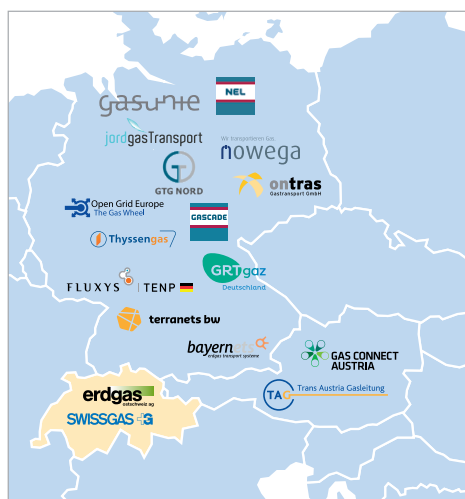 gasunie
NEL
jordgasTransport
Wir transportieren Gas.
nowega
GTG NORD
ontras
Gastransport GmbH
Open Grid Europe
The Gas Wheel
GASCADE
Thyssengas
GRTgaz
Deutschland
FLUXYS | TENP
terranets bw
bayernets
erdgas transport systeme
GAS CONNECT
AUSTRIA
erdgas
ostschweiz ag
TAG Trans Austria Gasleitung
SWISSGAS +G